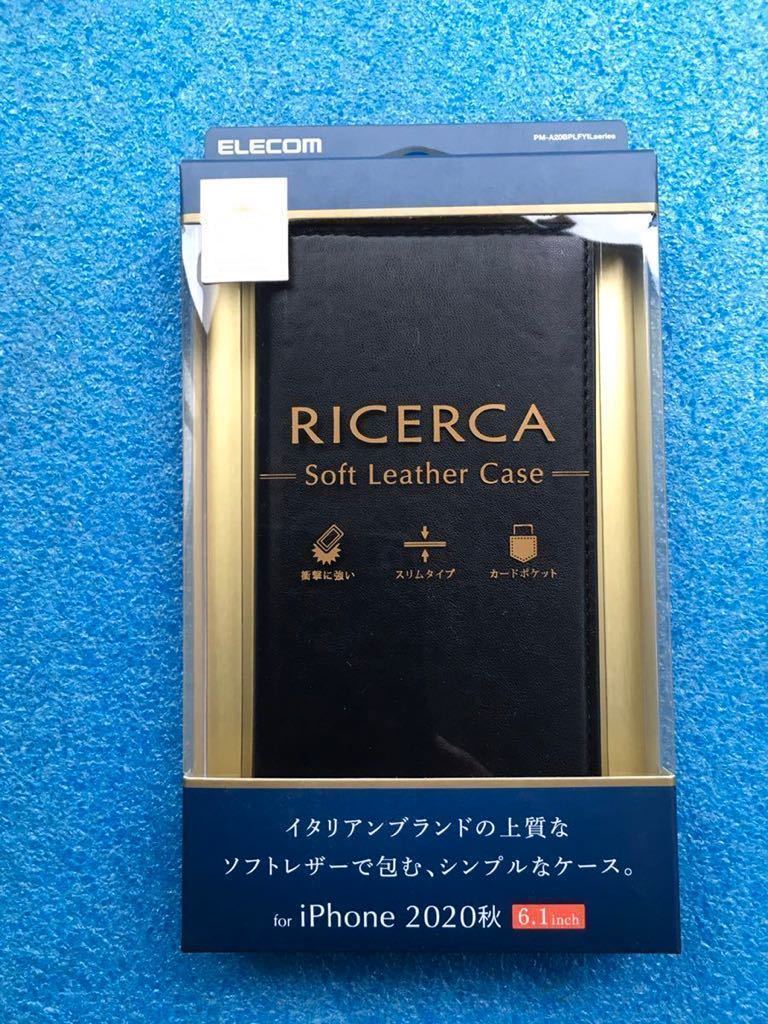 ELECOM
PM-A20BPLFYILseries
RICERCA
Soft Leather Case
衝撃に強い
スリムタイプ
カードポケット
イタリアンブランドの上質な
ソフトレザーで包む、シンプルなケース。
for iPhone 2020秋 6.1inch